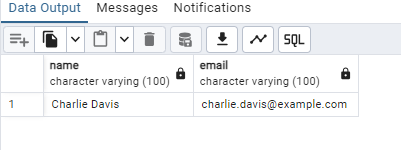 Data Output Messages Notifications
SQL
name email
character varying (100) character varying (100)
1 Charlie Davis charlie.davis@example.com